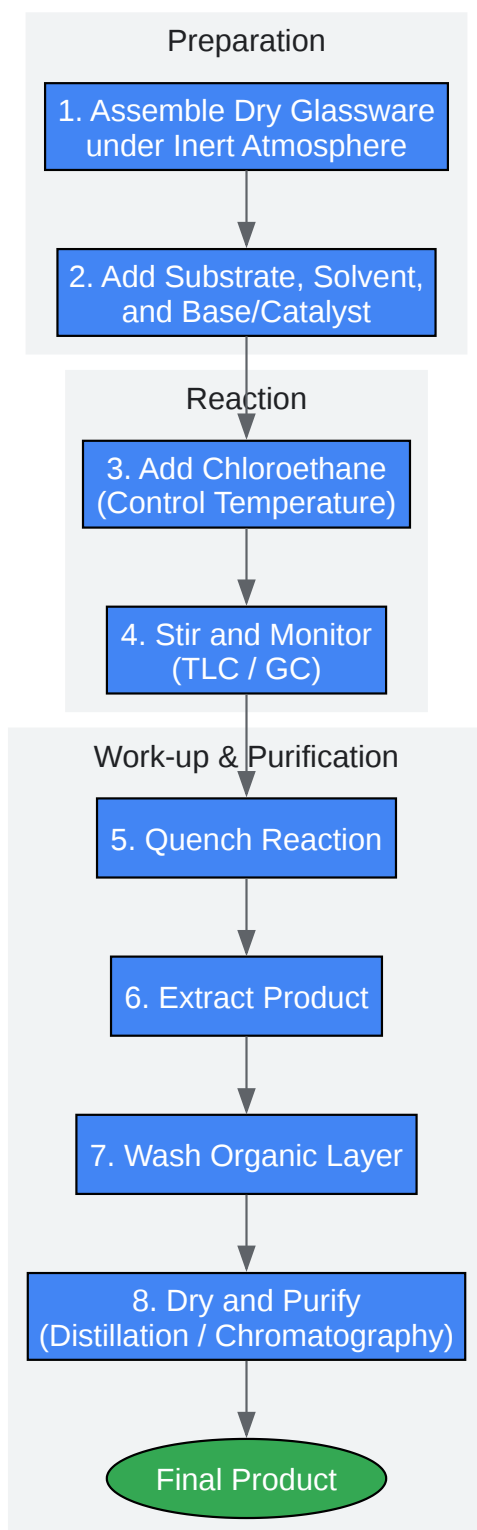 Preparation
1. Assemble Dry Glassware
under Inert Atmosphere
2. Add Substrate, Solvent,
and Base/Catalyst
Reaction
3. Add Chloroethane
(Control Temperature)
4. Stir and Monitor
(TLC / GC)
Work-up & Purification
5. Quench Reaction
6. Extract Product
7. Wash Organic Layer
8. Dry and Purify
(Distillation / Chromatography)
Final Product